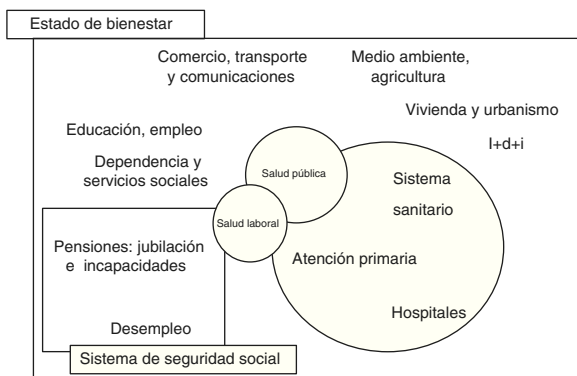 Estado de bienestar
Comercio, transporte
y comunicaciones
Medio ambiente,
agricultura
Vivienda y urbanismo
I+d+i
Educación, empleo
Dependencia y
servicios sociales
Salud pública
Sistema
sanitario
Salud laboral
Pensiones: jubilación
e incapacidades
Atención primaria
Hospitales
Desempleo
Sistema de seguridad social